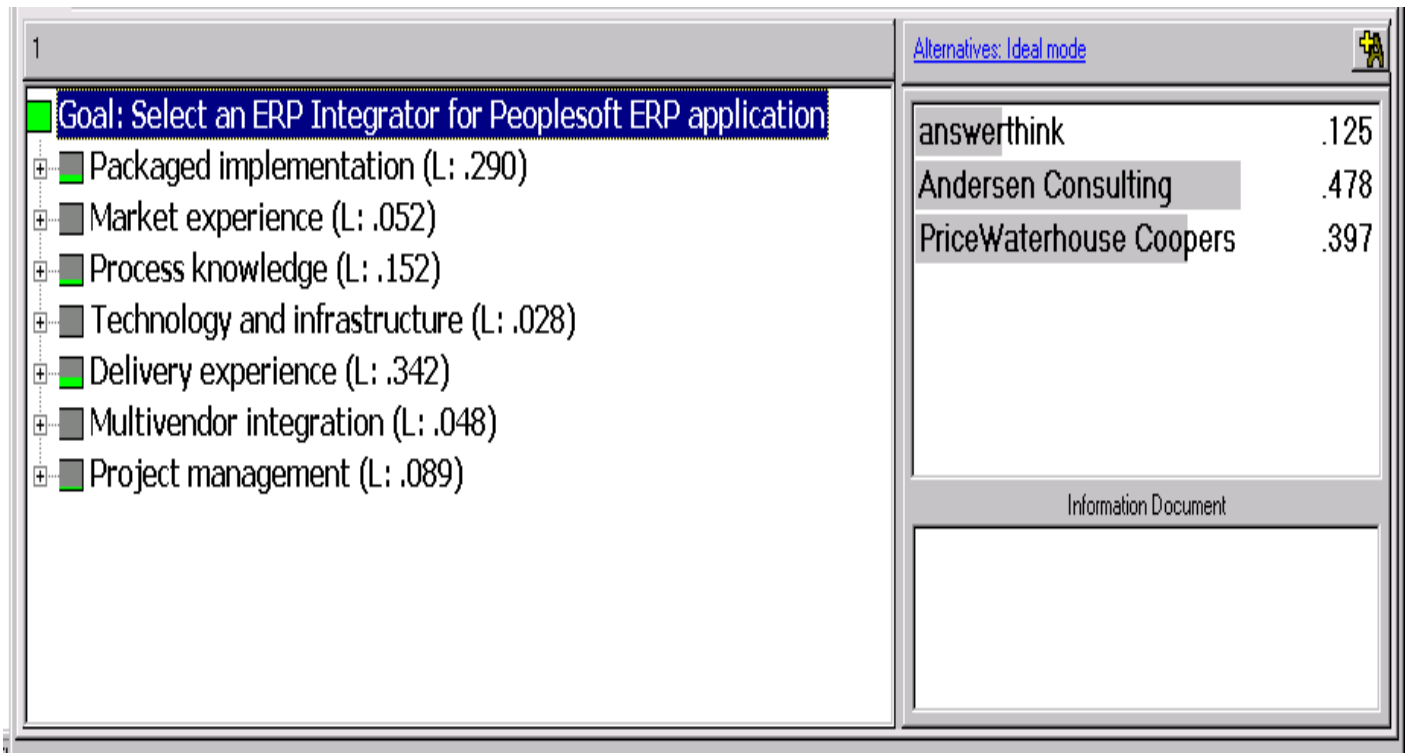 1
Alternatives: Ideal mode
Goal: Select an ERP Integrator for Peoplesoft ERP application
Packaged implementation (L: .290)
Market experience (L: .052)
Process knowledge (L: .152)
Technology and infrastructure (L: .028)
Delivery experience (L: .342)
Multivendor integration (L: .048)
Project management (L: .089)
answerthink .125
Andersen Consulting .478
PriceWaterhouse Coopers .397
Information Document